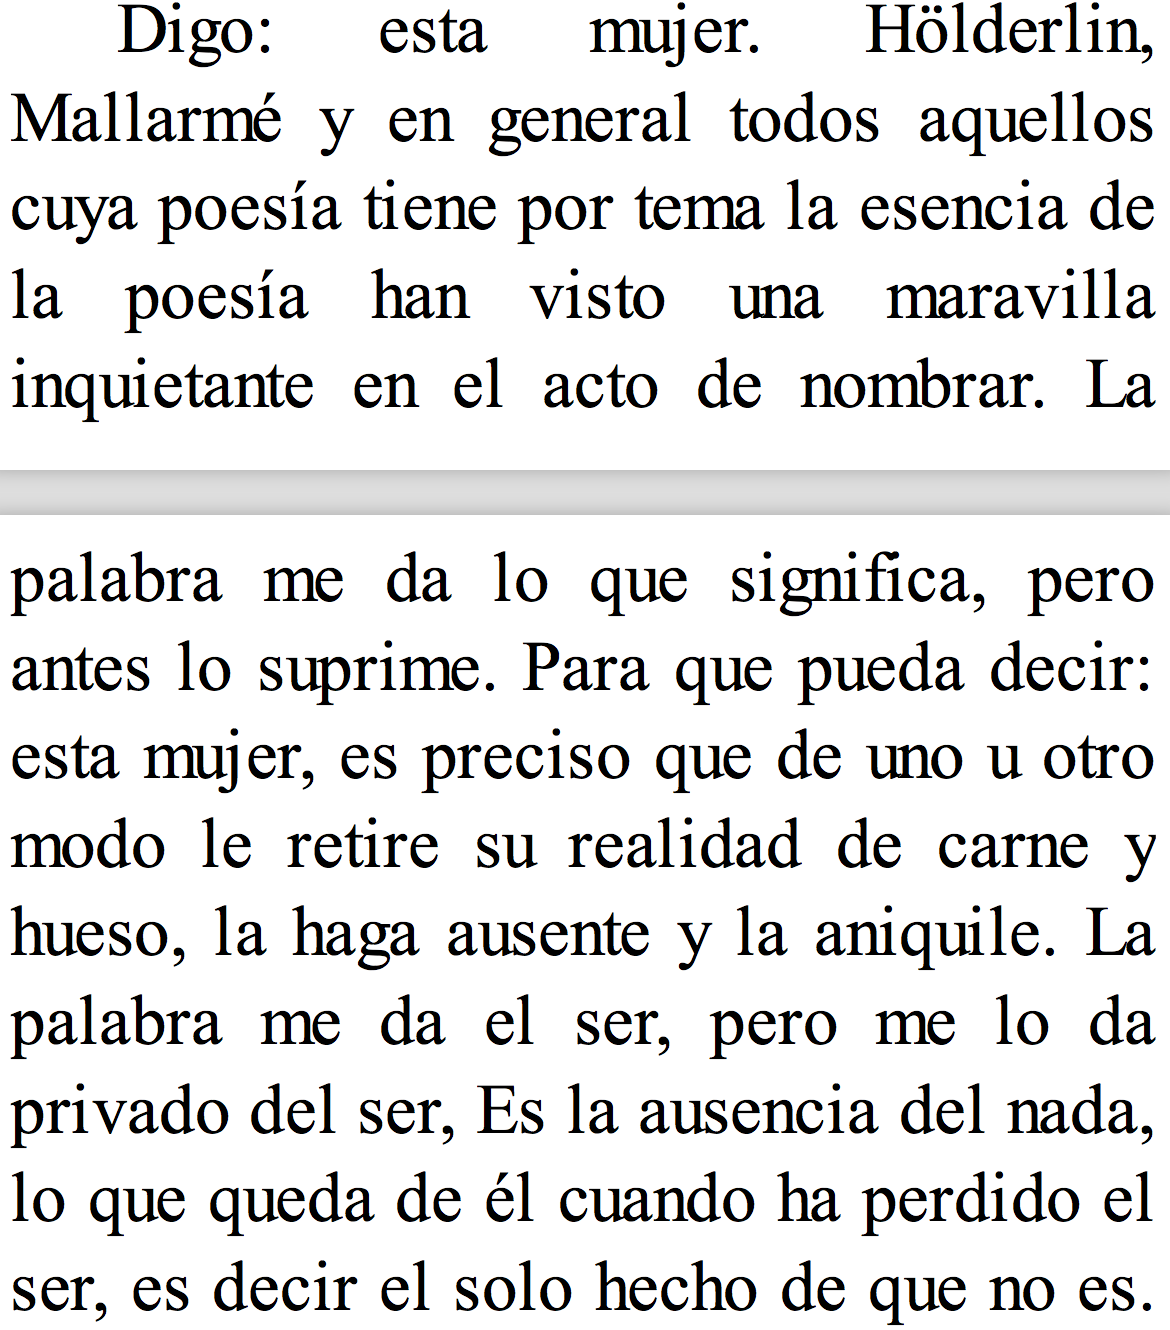 Digo: esta mujer. Hölderlin,
Mallarmé y en general todos aquellos
cuya poesía tiene por tema la esencia de
la poesía han visto una maravilla
inquietante en el acto de nombrar. La
palabra me da lo que significa, pero
antes lo suprime. Para que pueda decir:
esta mujer, es preciso que de uno u otro
modo le retire su realidad de carne y
hueso, la haga ausente y la aniquile. La
palabra me da el ser, pero me lo da
privado del ser, Es la ausencia del nada,
lo que queda de él cuando ha perdido el
ser, es decir el solo hecho de que no es.